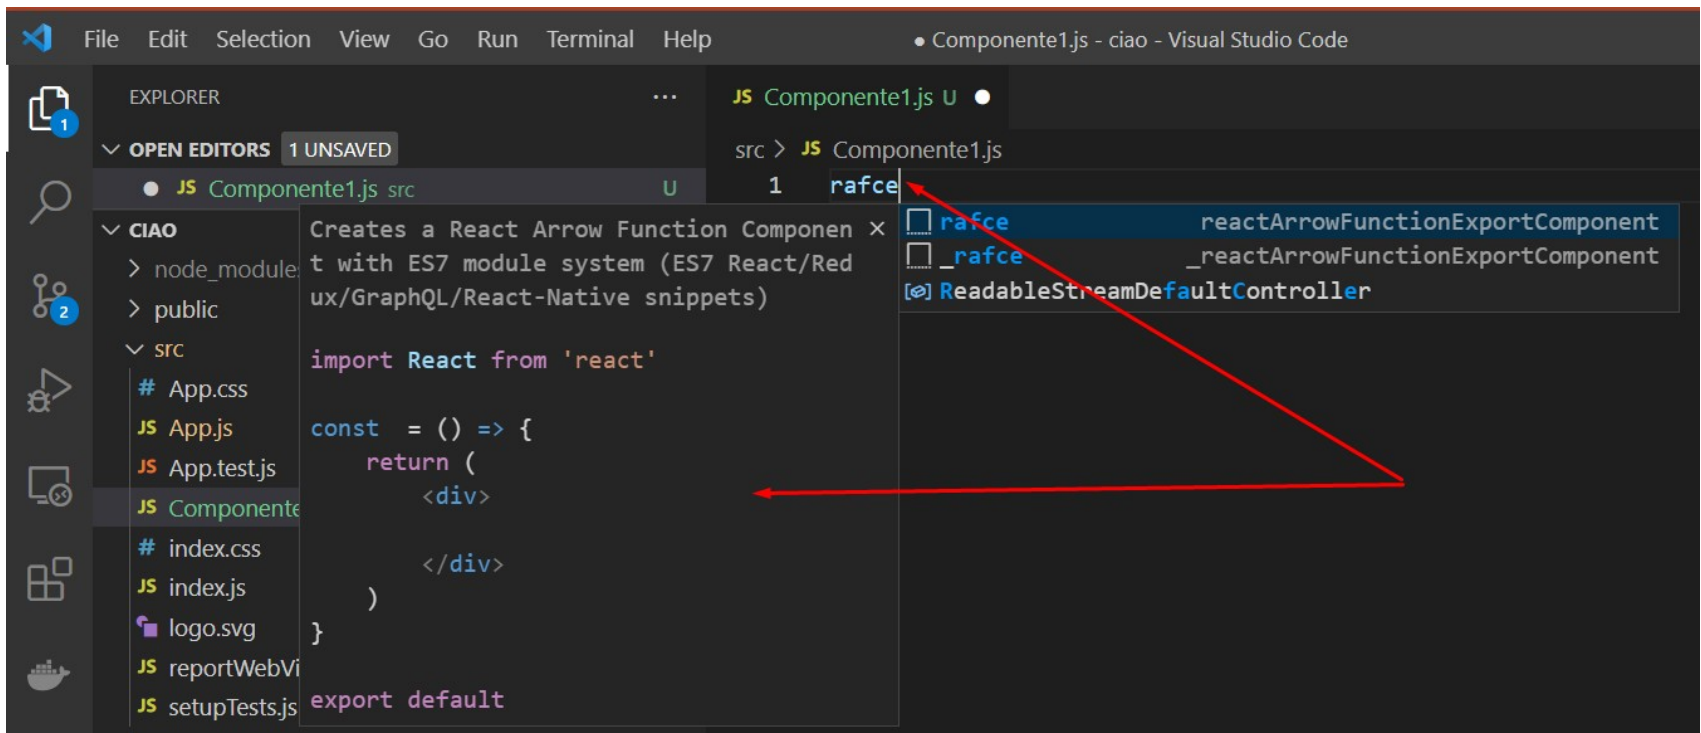 File Edit Selection View Go Run Terminal Help
● Componente1.js - ciao - Visual Studio Code
1
2
EXPLORER ...
OPEN EDITORS 1 UNSAVED
● JS Componente1.js src U
CIAO
node_modules
public
src
# App.css
JS App.js
JS App.test.js
JS Componente
# index.css
JS index.js
logo.svg
JS reportWebVi
JS setupTests.js
JS Componente1.js U ●
src > JS Componente1.js
1 rafce
rafce reactArrowFunctionExportComponent
_rafce _reactArrowFunctionExportComponent
ReadableStreamDefaultController
Creates a React Arrow Function Componen ×
t with ES7 module system (ES7 React/Red
ux/GraphQL/React-Native snippets)
import React from 'react'
const = () => {
return (
<div>
</div>
)
}
export default